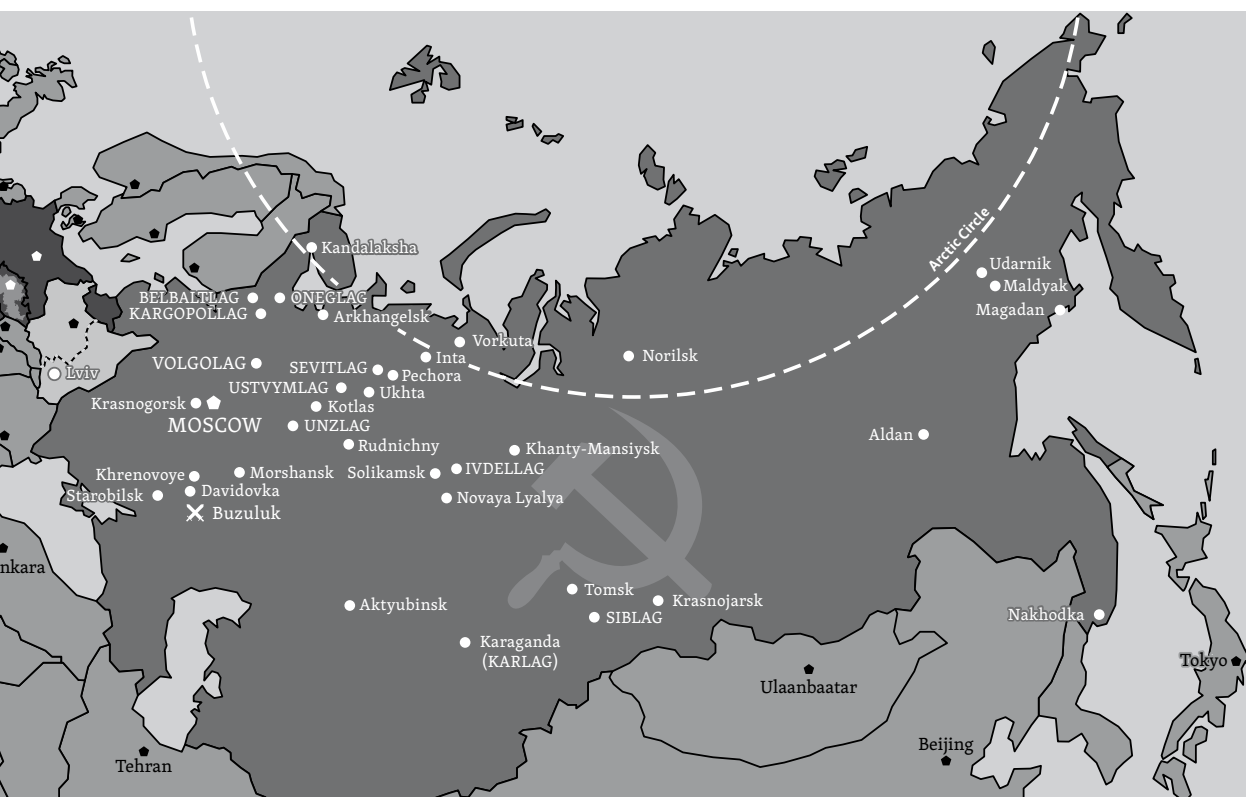 Arctic Circle
Kandalaksha
Udarnik
Maldyak
BELBALTLAG
ONEGLAG
Magadan
KARGOPOLLAG
Arkhangelsk
Vorkuta
Inta
Norilsk
VOLGOLAG
SEVITLAG
Pechora
Lviv
USTVYMLAG
Ukhta
Krasnogorsk
Kotlas
MOSCOW
UNZLAG
Aldan
Rudnichny
Khanty-Mansiysk
Khrenovoye
Morshansk
Solikamsk
IVDELLAG
Starobilsk
Davidovka
Novaya Lyalya
Buzuluk
nkara
Tomsk
Aktyubinsk
Krasnojarsk
SIBLAG
Nakhodka
Karaganda
(KARLAG)
Tokyo
Ulaanbaatar
Beijing
Tehran